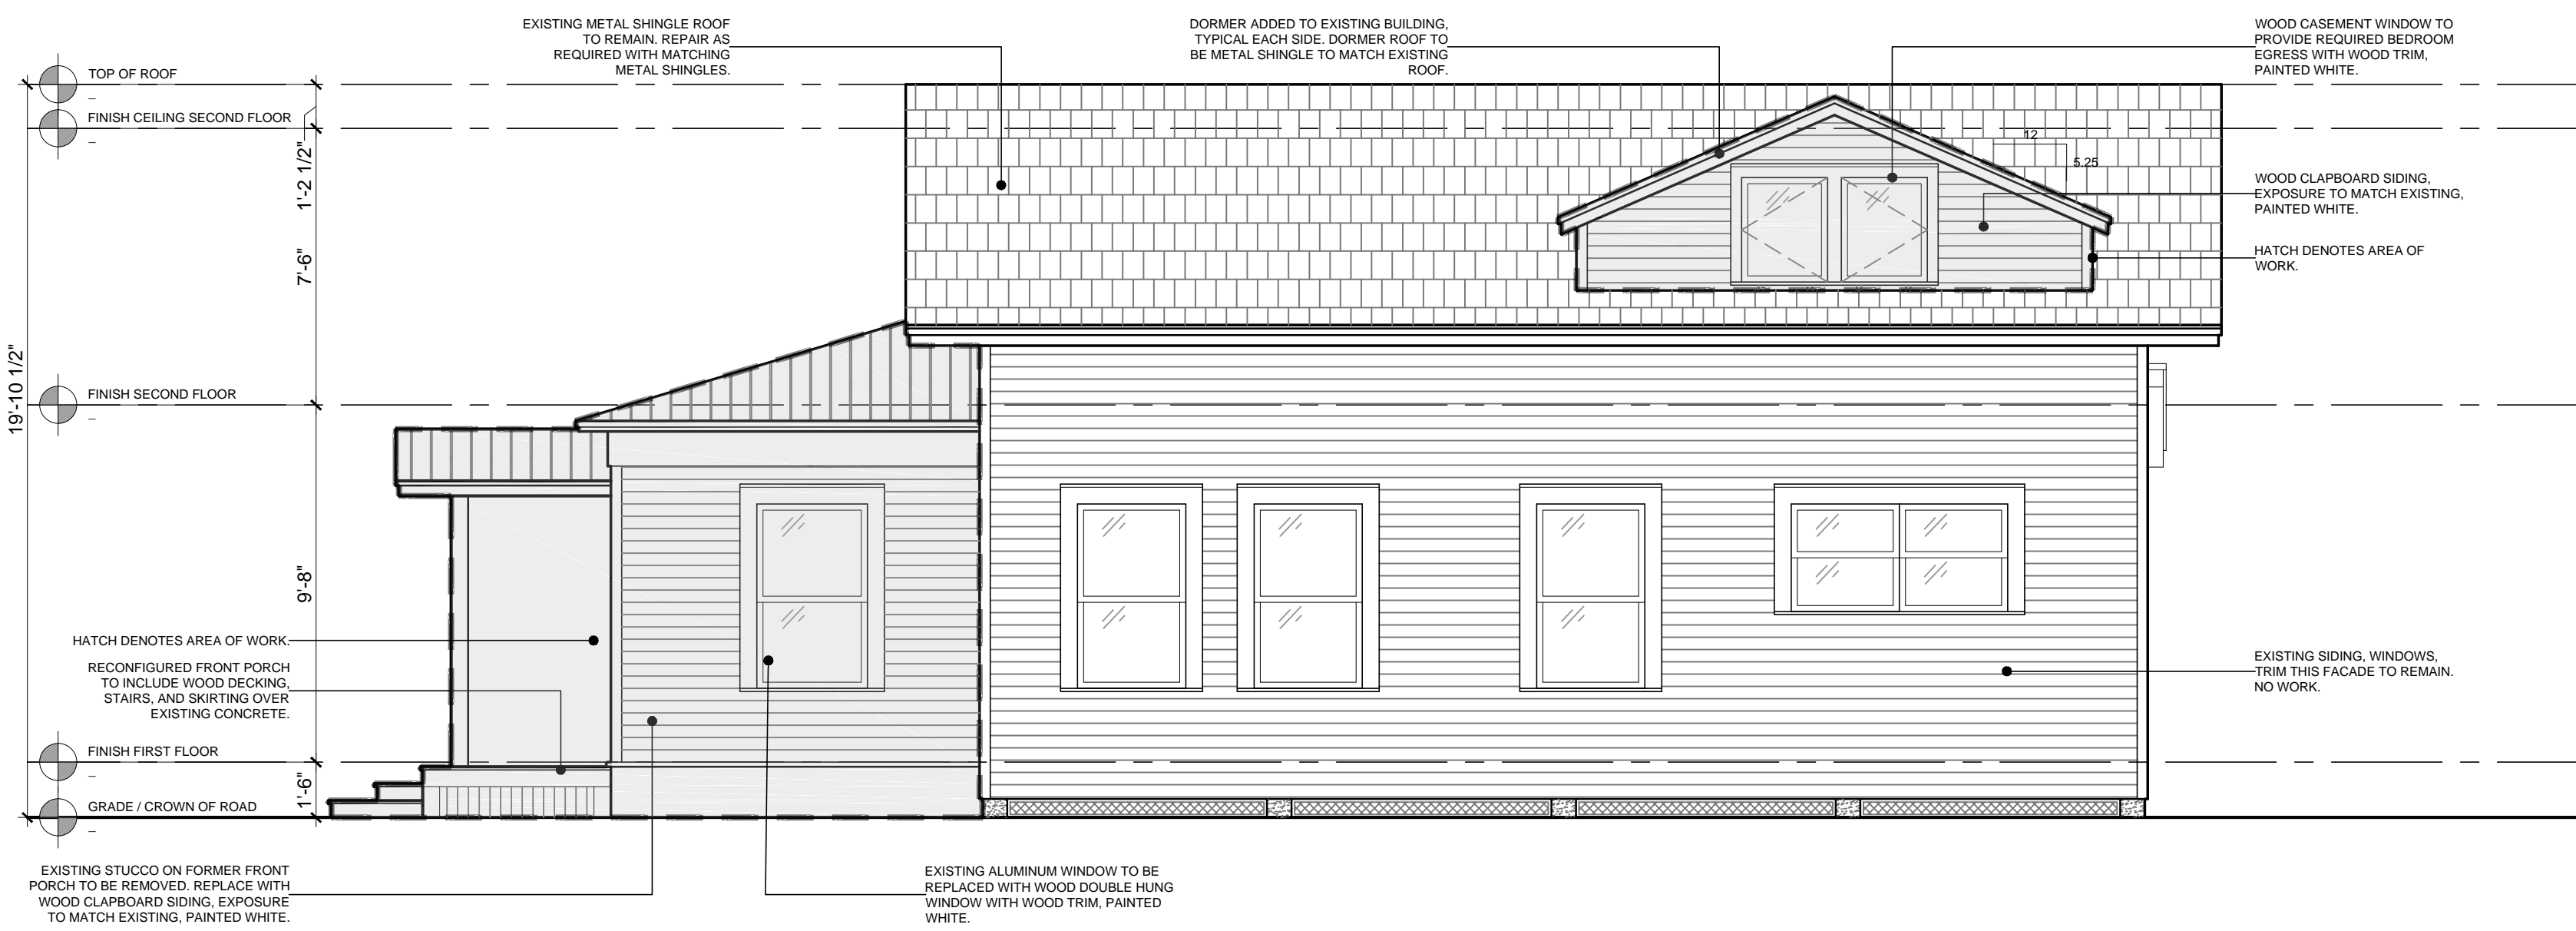 EXISTING METAL SHINGLE ROOF
TO REMAIN. REPAIR AS
REQUIRED WITH MATCHING
METAL SHINGLES.
DORMER ADDED TO EXISTING BUILDING,
TYPICAL EACH SIDE. DORMER ROOF TO
BE METAL SHINGLE TO MATCH EXISTING
ROOF.
WOOD CASEMENT WINDOW TO
PROVIDE REQUIRED BEDROOM
EGRESS WITH WOOD TRIM,
PAINTED WHITE.
TOP OF ROOF
FINISH CEILING SECOND FLOOR
1'-2 1/2"
7'-6"
12
5.25
WOOD CLAPBOARD SIDING,
EXPOSURE TO MATCH EXISTING,
PAINTED WHITE.
HATCH DENOTES AREA OF
WORK.
19'-10 1/2"
FINISH SECOND FLOOR
9'-8"
HATCH DENOTES AREA OF WORK.
RECONFIGURED FRONT PORCH
TO INCLUDE WOOD DECKING,
STAIRS, AND SKIRTING OVER
EXISTING CONCRETE.
EXISTING SIDING, WINDOWS,
TRIM THIS FACADE TO REMAIN.
NO WORK.
FINISH FIRST FLOOR
1'-6"
GRADE / CROWN OF ROAD
EXISTING STUCCO ON FORMER FRONT
PORCH TO BE REMOVED. REPLACE WITH
WOOD CLAPBOARD SIDING, EXPOSURE
TO MATCH EXISTING, PAINTED WHITE.
EXISTING ALUMINUM WINDOW TO BE
REPLACED WITH WOOD DOUBLE HUNG
WINDOW WITH WOOD TRIM, PAINTED
WHITE.